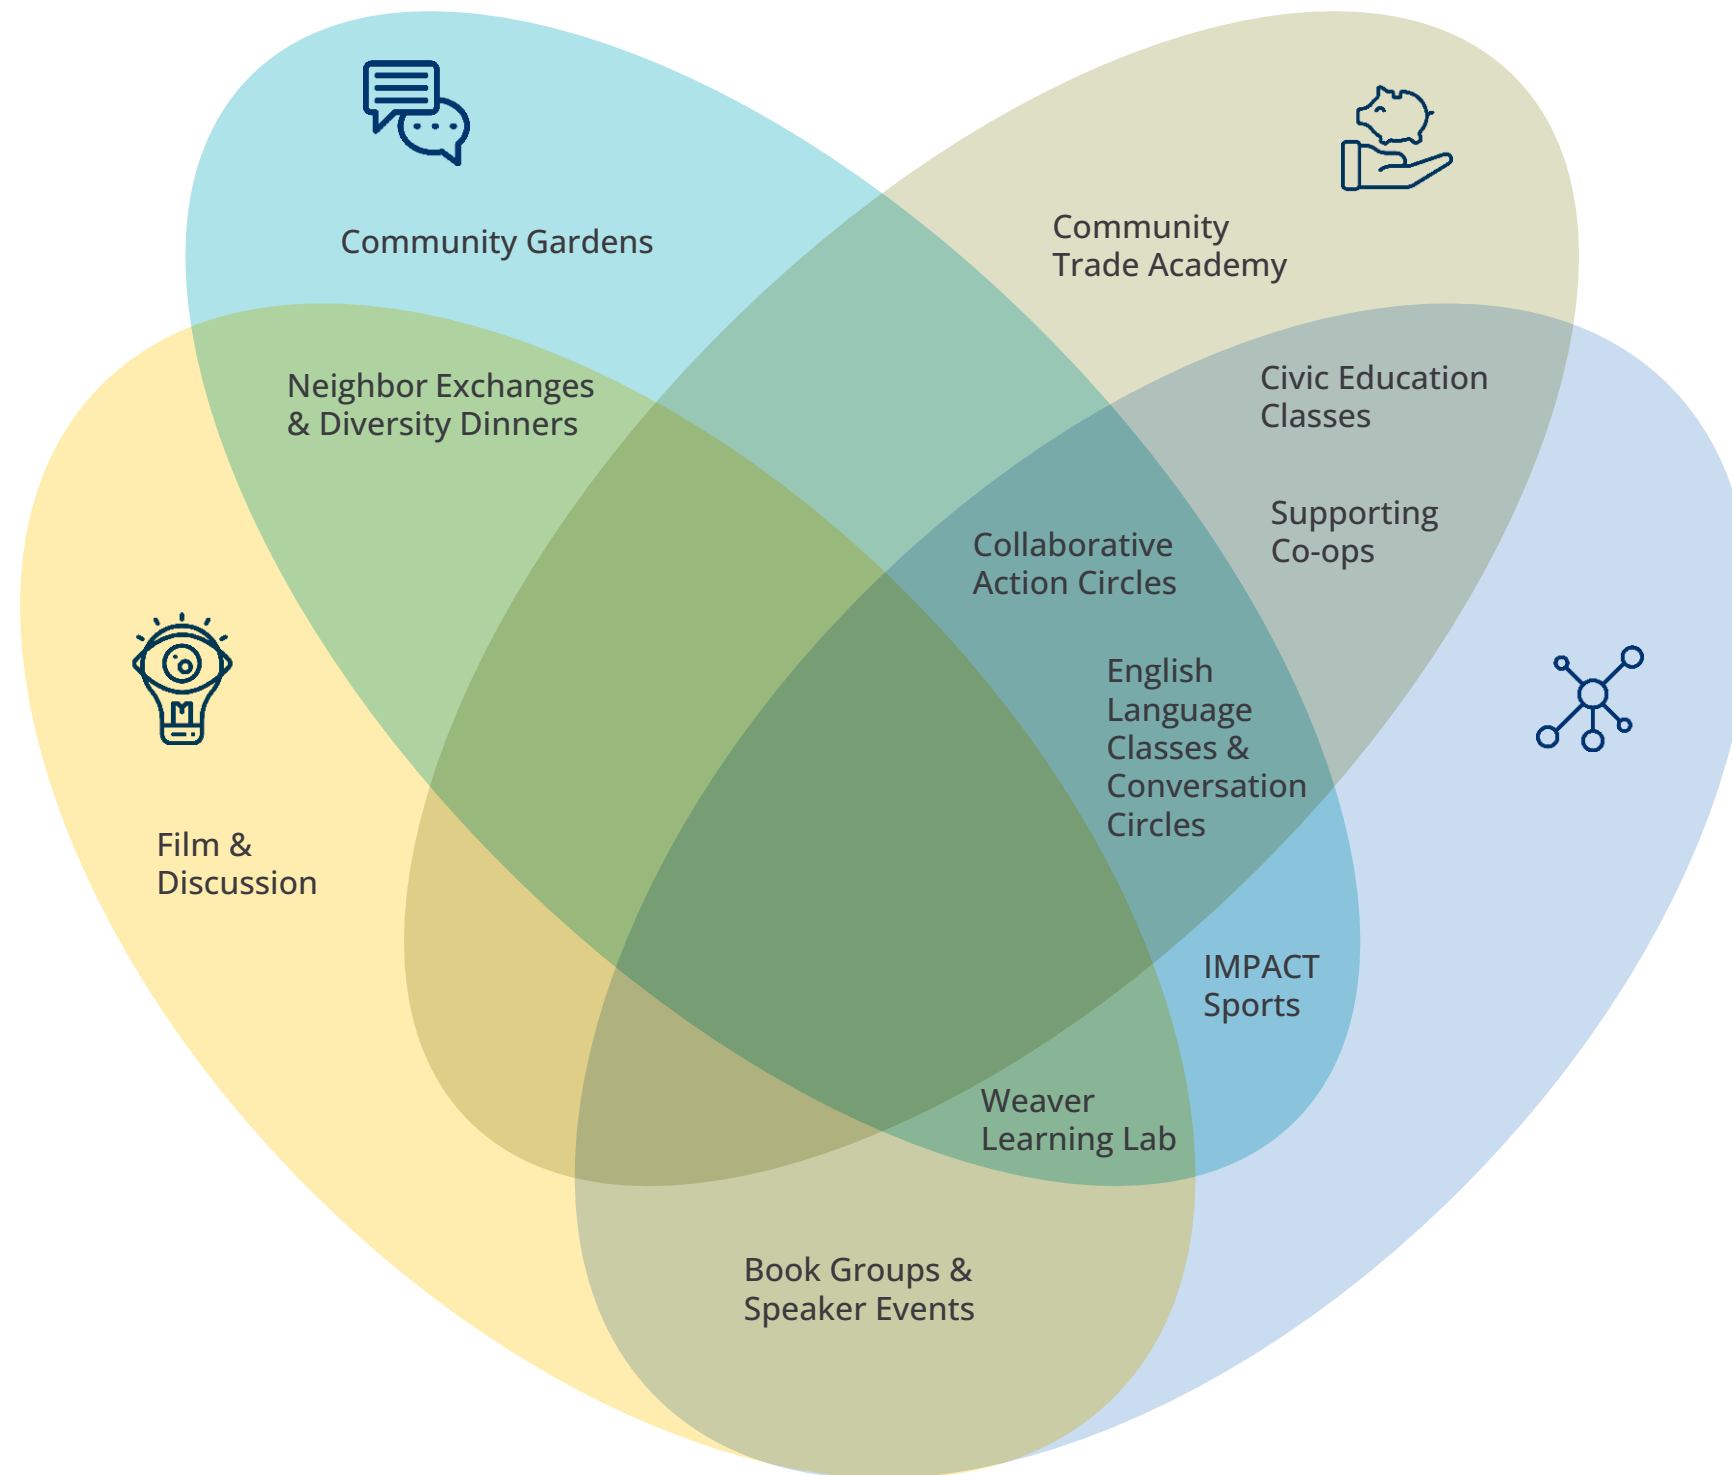 Community Gardens
Community
Trade Academy
Neighbor Exchanges
& Diversity Dinners
Civic Education
Classes
Supporting
Co-ops
Collaborative
Action Circles
English
Language
Classes &
Conversation
Circles
Film &
Discussion
IMPACT
Sports
Weaver
Learning Lab
Book Groups &
Speaker Events